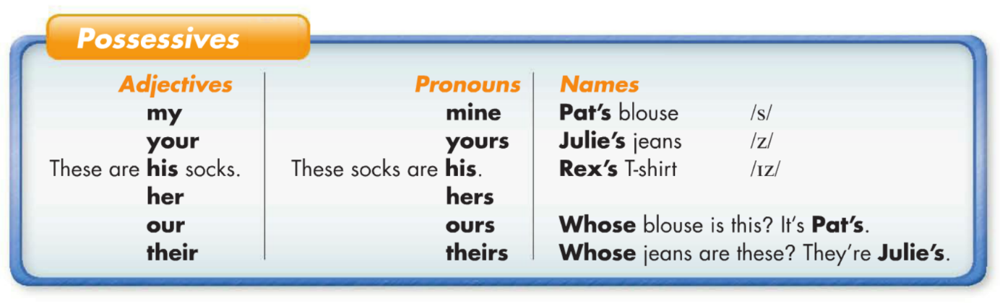 Possessives
Adjectives
my
your
These are his socks.
her
our
their
Pronouns
mine
yours
These socks are his.
hers
ours
theirs
Names
Pat's blouse /s/
Julie's jeans /z/
Rex's T-shirt /ɪz/
Whose blouse is this? It's Pat's.
Whose jeans are these? They're Julie's.